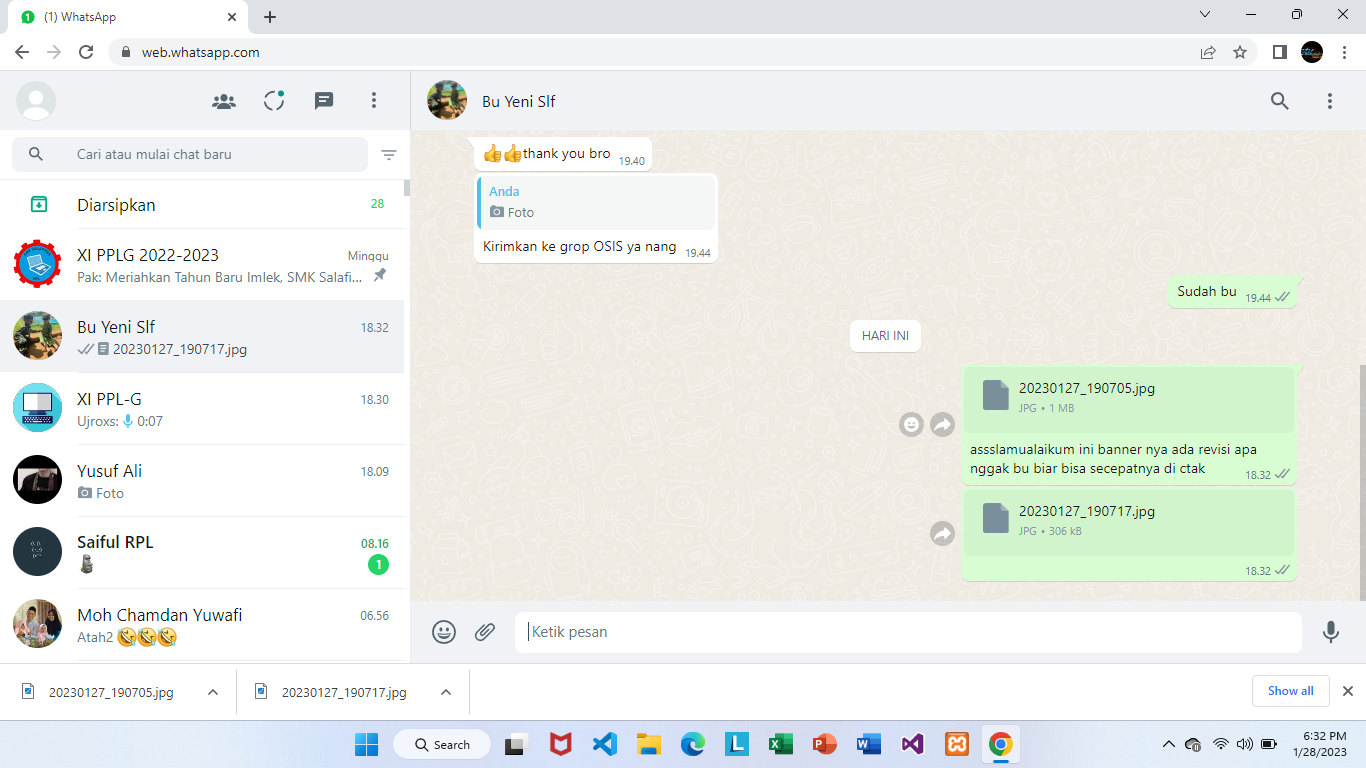 (1) WhatsApp
web.whatsapp.com
Bu Yeni Slf
Cari atau mulai chat baru
Diarsipkan 28
XI PPLG 2022-2023 Minggu
Pak: Meriahkan Tahun Baru Imlek, SMK Salafi...
Bu Yeni Slf 18.32
20230127_190717.jpg
XI PPL-G 18.30
Ujroxs: 0:07
Yusuf Ali 18.09
Foto
Saiful RPL 08.16
1
Moh Chamdan Yuwafi 06.56
Atah2 🤣🤣🤣
👍👍thank you bro 19.40
Anda
Foto
Kirimkan ke grop OSIS ya nang 19.44
Sudah bu 19.44
HARI INI
20230127_190705.jpg
JPG • 1 MB
assslamualaikum ini banner nya ada revisi apa
nggak bu biar bisa secepatnya di ctak 18.32
20230127_190717.jpg
JPG • 306 kB
18.32
Ketik pesan
20230127_190705.jpg
20230127_190717.jpg
Show all
Search
6:32 PM
1/28/2023